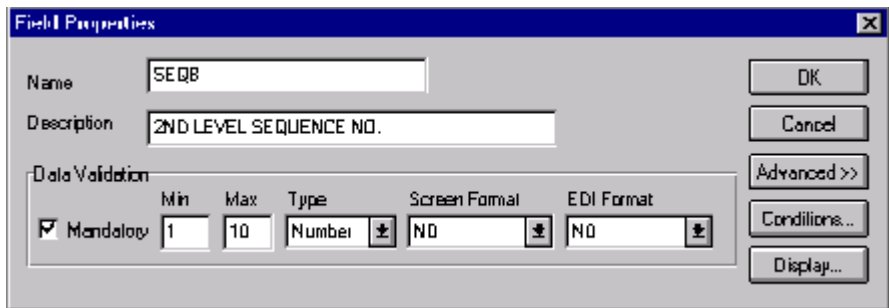 Field Properties
Name SEQB OK
Description 2ND LEVEL SEQUENCE NO. Cancel
Data Validation Advanced >>
Min Max Type Screen Format EDI Format
Mandatory 1 10 Number N0 N0 Conditions...
Display...